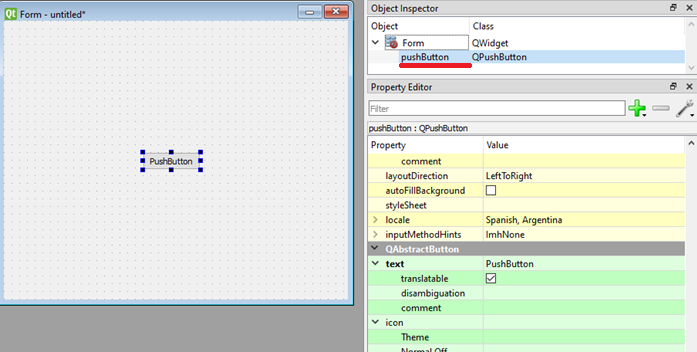 Form - untitled*
PushButton
Object Inspector
Object Class
Form QWidget
pushButton QPushButton
Property Editor
Filter
pushButton : QPushButton
Property Value
comment
layoutDirection LeftToRight
autoFillBackground
styleSheet
locale Spanish, Argentina
inputMethodHints ImhNone
QAbstractButton
text PushButton
translatable
disambiguation
comment
icon
Theme
Normal Off